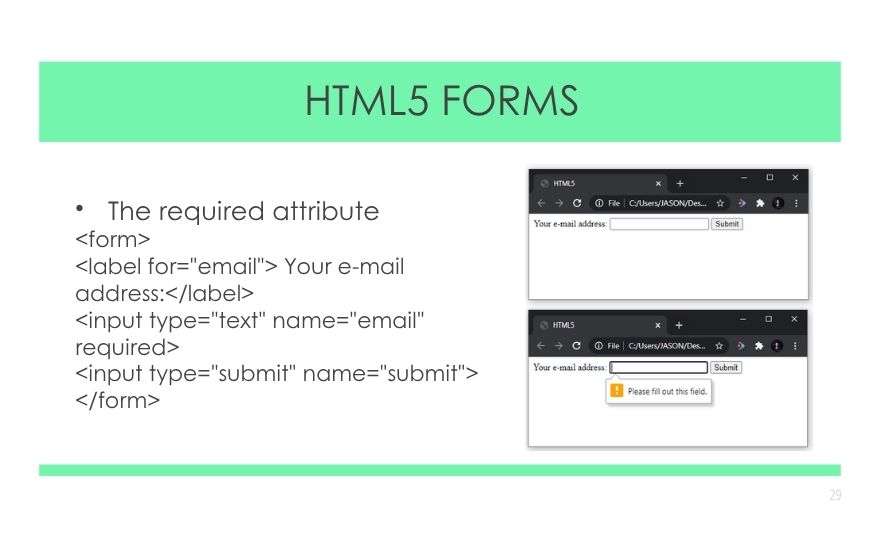 HTML5 FORMS
• The required attribute
<form>
<label for="email"> Your e-mail
address:</label>
<input type="text" name="email"
required>
<input type="submit" name="submit">
</form>
HTML5
File | C:/Users/JASON/Des...
Your e-mail address: Submit
HTML5
File | C:/Users/JASON/Des...
Your e-mail address: Submit
! Please fill out this field.
29